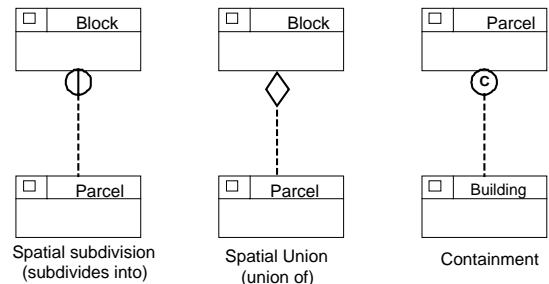 Block
Block
Parcel
C
Parcel
Parcel
Building
Spatial subdivision
(subdivides into)
Spatial Union
(union of)
Containment